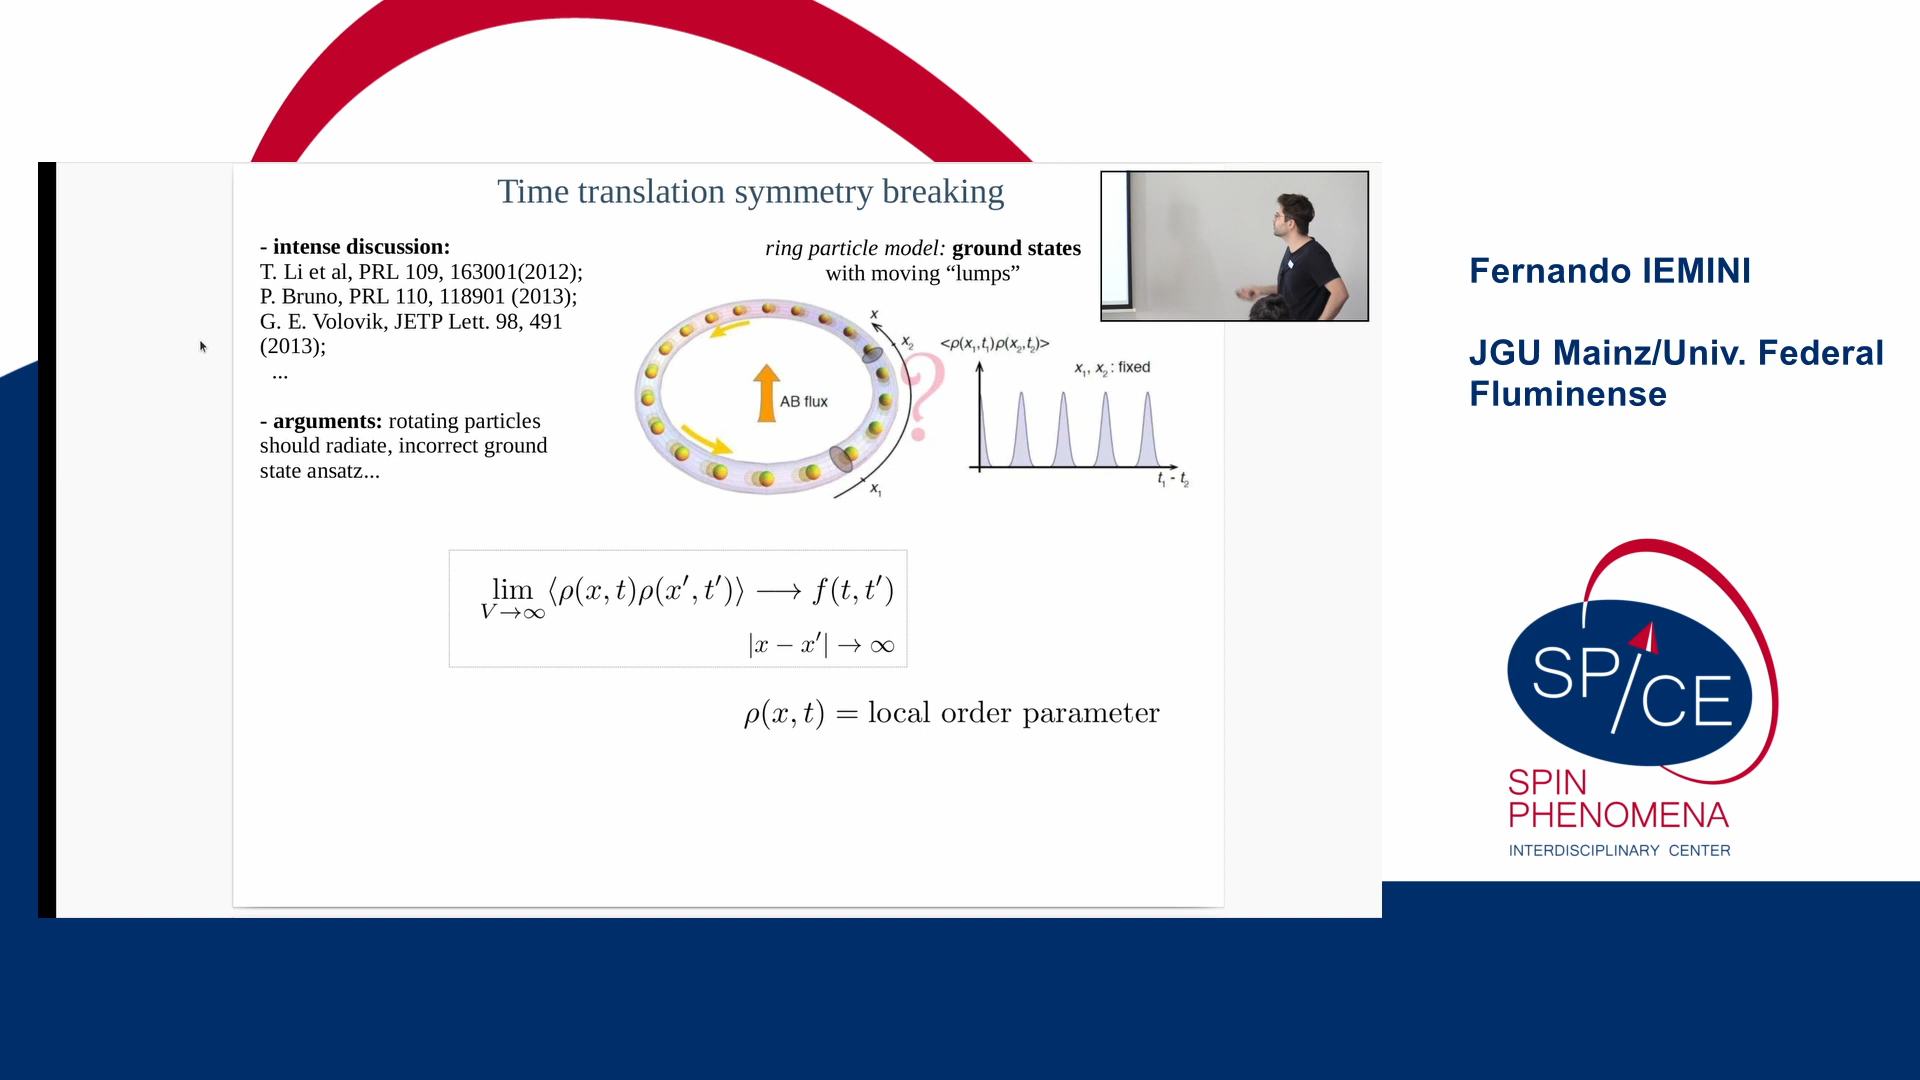 Time translation symmetry breaking
- intense discussion:
T. Li et al, PRL 109, 163001(2012);
P. Bruno, PRL 110, 118901 (2013);
G. E. Volovik, JETP Lett. 98, 491
(2013);
...
- arguments: rotating particles
should radiate, incorrect ground
state ansatz...
ring particle model: ground states
with moving “lumps”
x
x₂
AB flux
x₁
?
<ρ(x₁,t₁)ρ(x₂,t₂)>
x₁, x₂ : fixed
t₁ - t₂
lim ⟨ρ(x, t)ρ(x′, t′)⟩ ⟶ f(t, t′)
V→∞
|x − x′| → ∞
ρ(x, t) = local order parameter
Fernando IEMINI
JGU Mainz/Univ. Federal
Fluminense
SP/CE
SPIN
PHENOMENA
INTERDISCIPLINARY CENTER